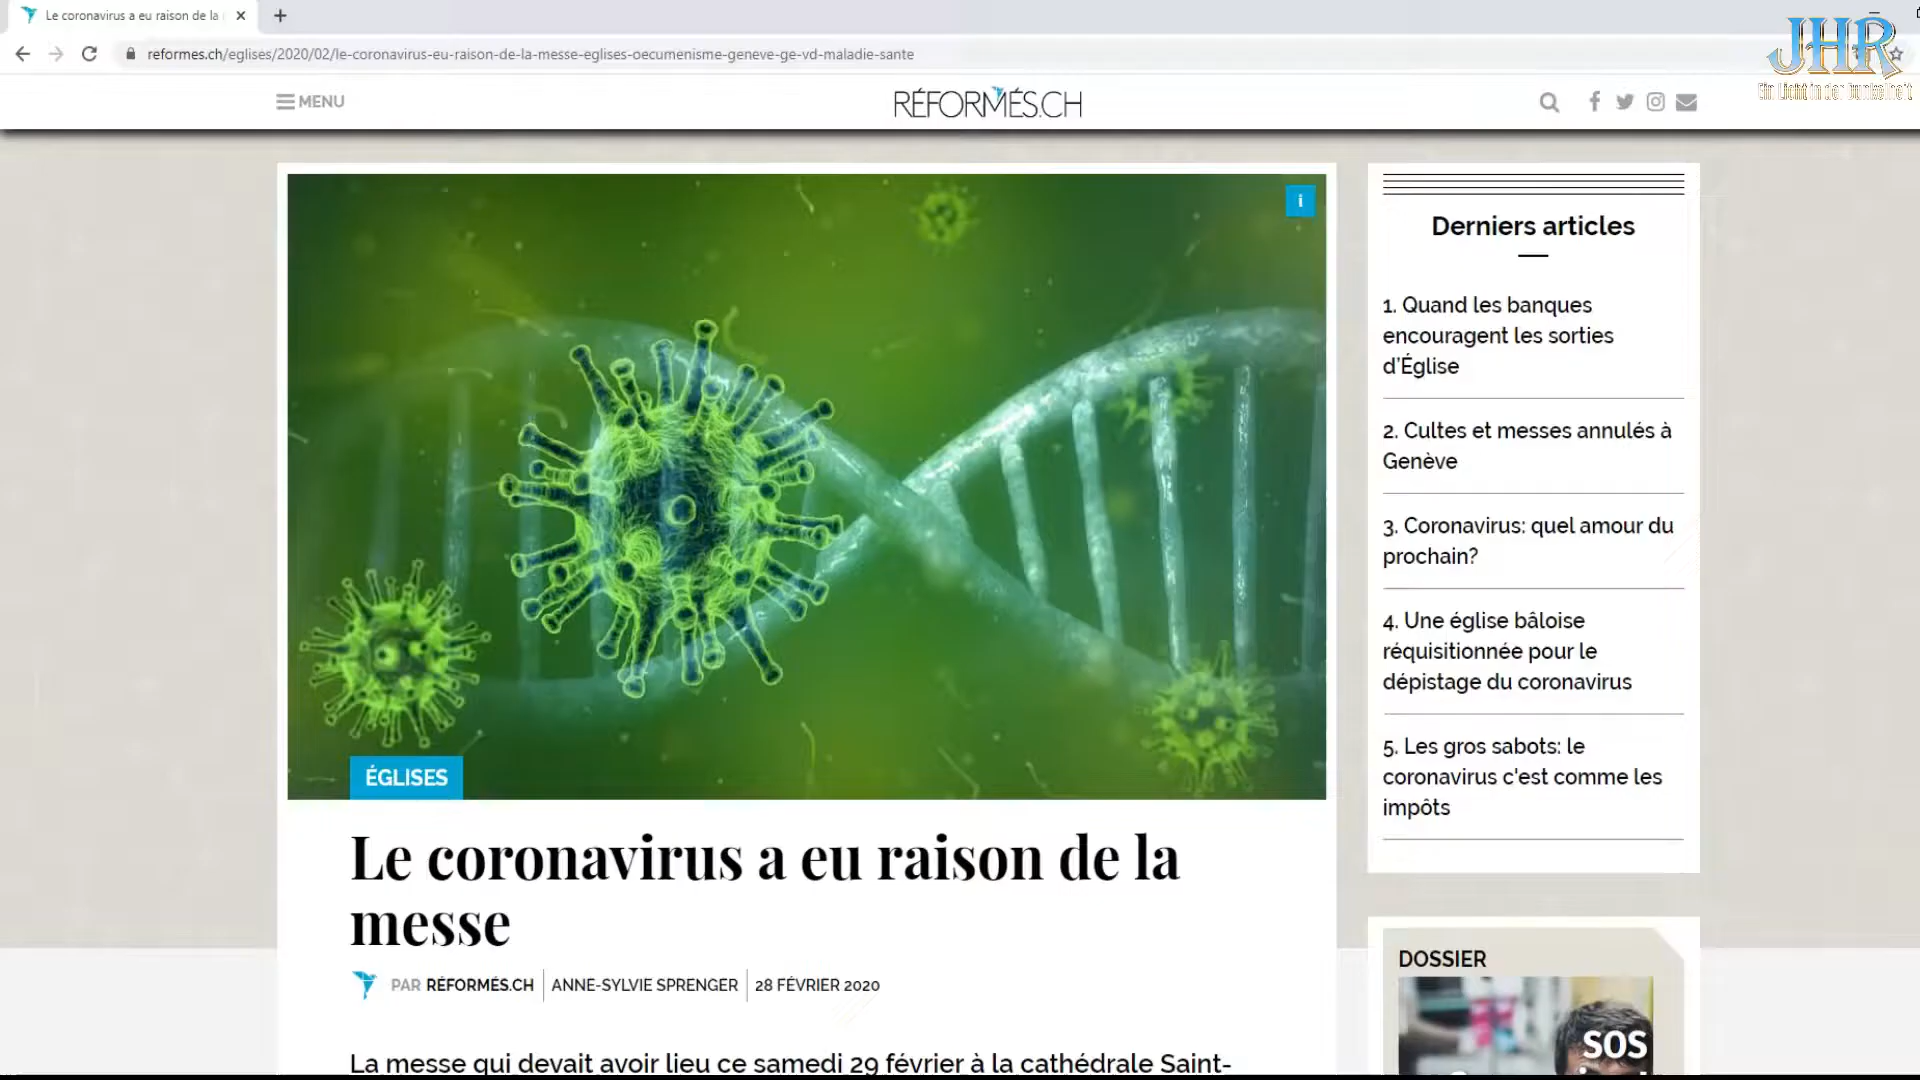 Le coronavirus a eu raison de la
reformes.ch/eglises/2020/02/le-coronavirus-eu-raison-de-la-messe-eglises-oecumenisme-geneve-ge-vd-maladie-sante
JHR
Ein Licht in der Dunkelheit
MENU
RÉFORMÉS.CH
i
ÉGLISES
Le coronavirus a eu raison de la
messe
PAR RÉFORMÉS.CH | ANNE-SYLVIE SPRENGER | 28 FÉVRIER 2020
La messe qui devait avoir lieu ce samedi 29 février à la cathédrale Saint-
Derniers articles
1. Quand les banques
encouragent les sorties
d'Église
2. Cultes et messes annulés à
Genève
3. Coronavirus: quel amour du
prochain?
4. Une église bâloise
réquisitionnée pour le
dépistage du coronavirus
5. Les gros sabots: le
coronavirus c'est comme les
impôts
DOSSIER
SOS